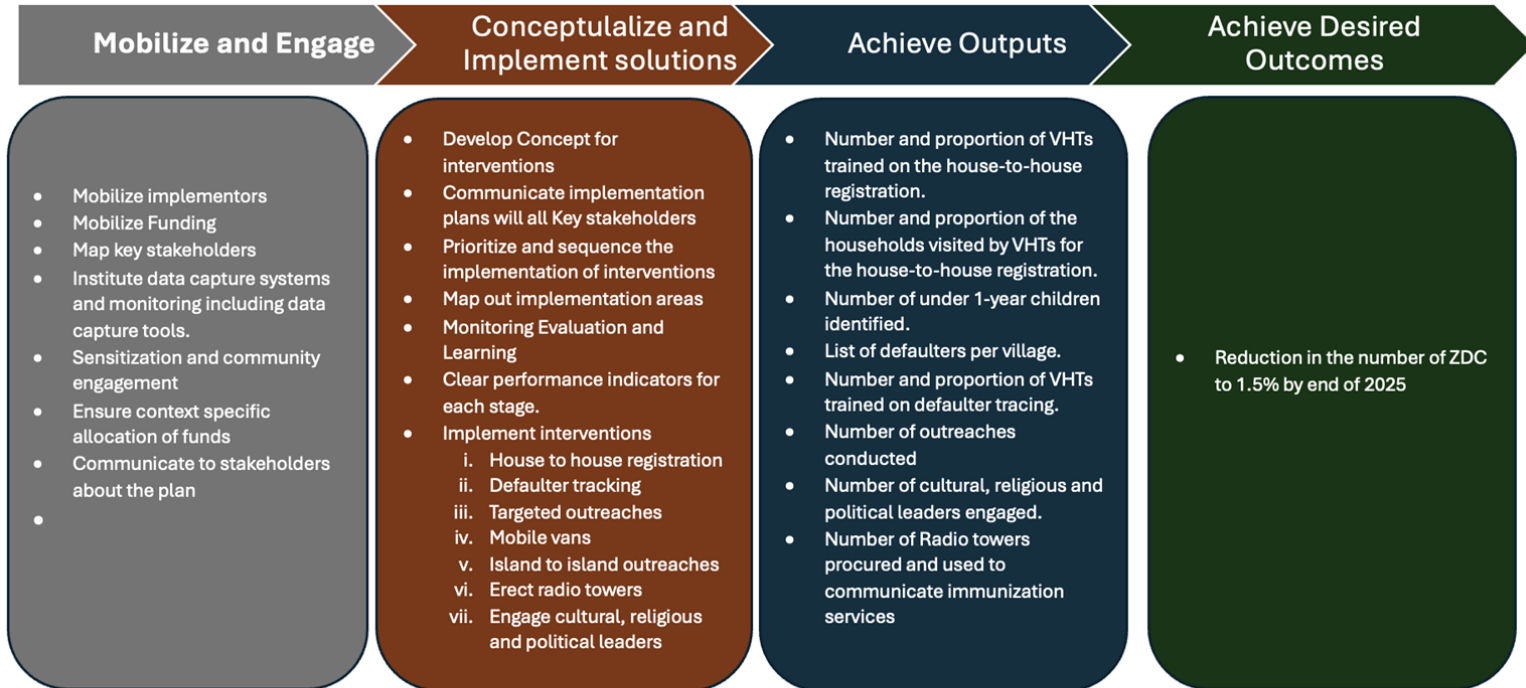 Mobilize and Engage
Conceptulalize and
Implement solutions
Achieve Outputs
Achieve Desired
Outcomes
• Mobilize implementors
• Mobilize Funding
• Map key stakeholders
• Institute data capture systems
and monitoring including data
capture tools.
• Sensitization and community
engagement
• Ensure context specific
allocation of funds
• Communicate to stakeholders
about the plan
•
• Develop Concept for
interventions
• Communicate implementation
plans will all Key stakeholders
• Prioritize and sequence the
implementation of interventions
• Map out implementation areas
• Monitoring Evaluation and
Learning
• Clear performance indicators for
each stage.
• Implement interventions
i. House to house registration
ii. Defaulter tracking
iii. Targeted outreaches
iv. Mobile vans
v. Island to island outreaches
vi. Erect radio towers
vii. Engage cultural, religious
and political leaders
• Number and proportion of VHTs
trained on the house-to-house
registration.
• Number and proportion of the
households visited by VHTs for
the house-to-house registration.
• Number of under 1-year children
identified.
• List of defaulters per village.
• Number and proportion of VHTs
trained on defaulter tracing.
• Number of outreaches
conducted
• Number of cultural, religious and
political leaders engaged.
• Number of Radio towers
procured and used to
communicate immunization
services
• Reduction in the number of ZDC
to 1.5% by end of 2025